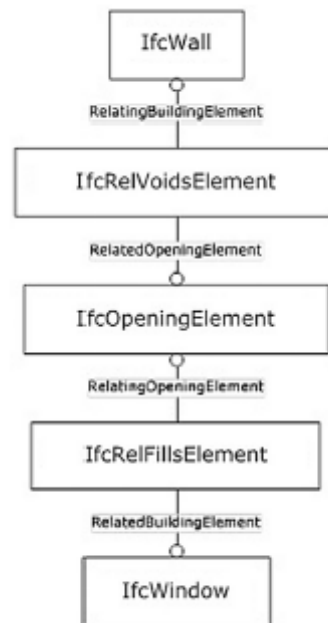 IfcWall
RelatingBuildingElement
IfcRelVoidsElement
RelatedOpeningElement
IfcOpeningElement
RelatingOpeningElement
IfcRelFillsElement
RelatedBuildingElement
IfcWindow